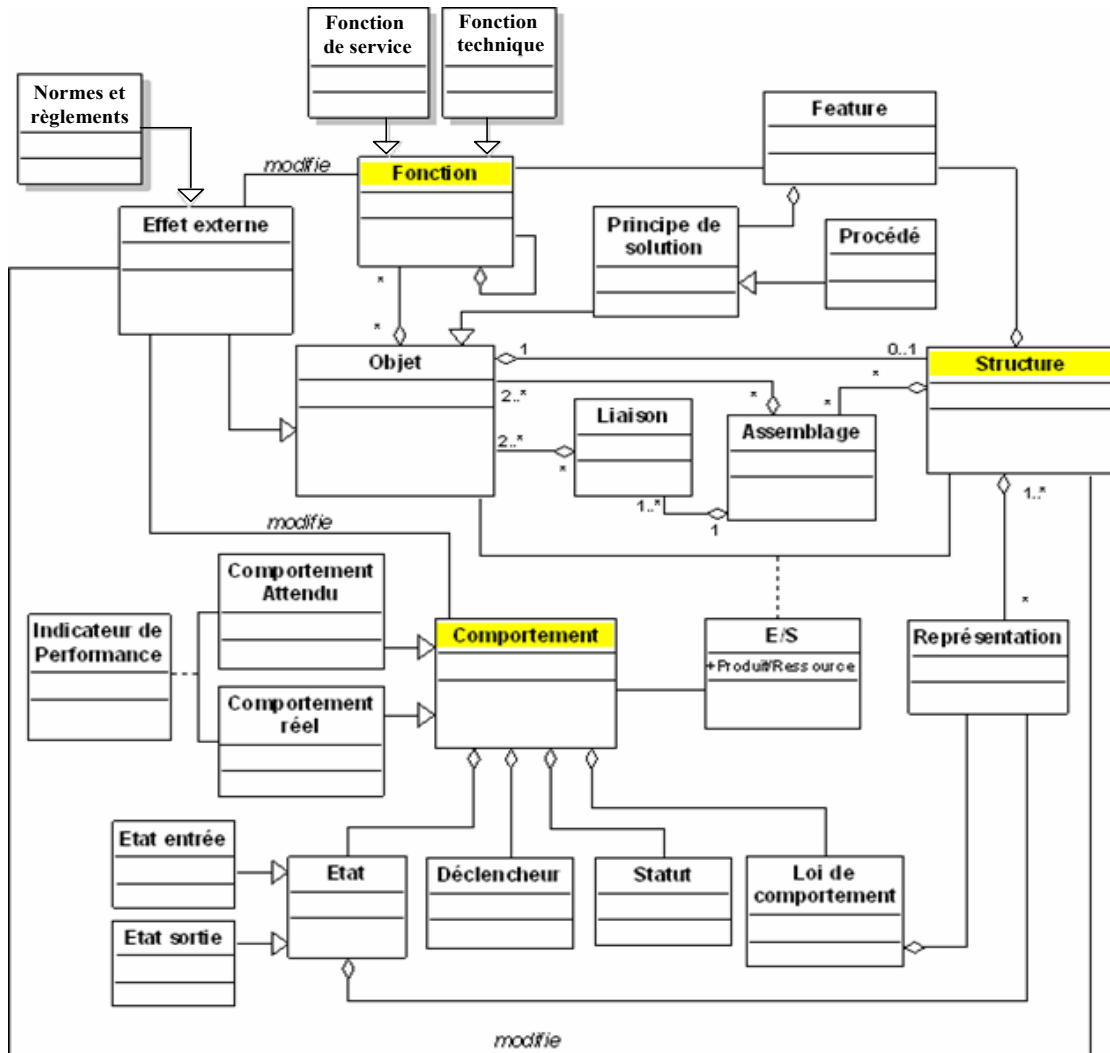 Fonction
de service
Fonction
technique
Normes et
règlements
Feature
modifie
Fonction
Effet externe
Principe de
solution
Procédé
*
*
Objet
1
0..1
Structure
2..*
*
*
*
Liaison
Assemblage
2..*
*
1..*
1
1..*
modifie
Comportement
Attendu
*
Indicateur de
Performance
Comportement
E/S
Représentation
+Produit/Ressource
Comportement
réel
Etat entrée
Etat
Déclencheur
Statut
Loi de
comportement
Etat sortie
modifie